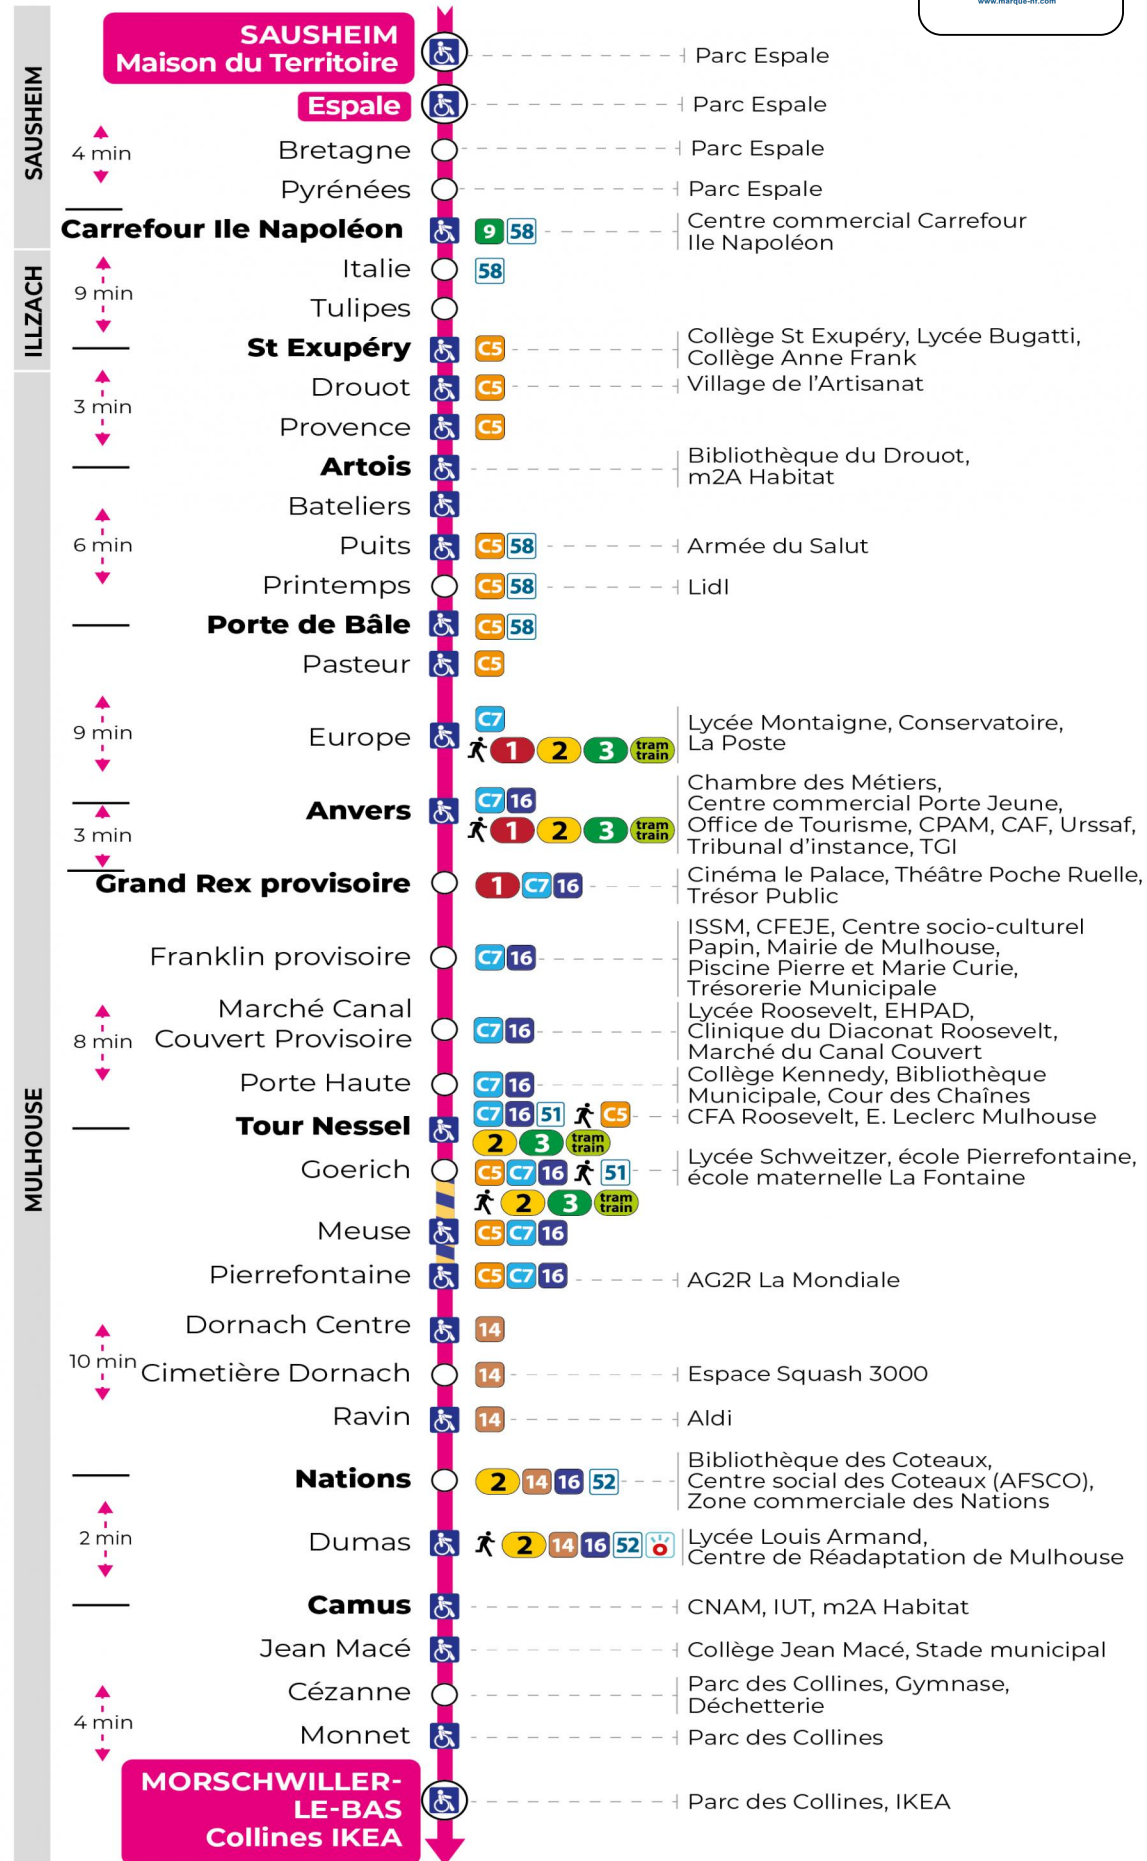 www.marque-nf.com
SAUSHEIM
Maison du Territoire
Parc Espale
Espale
Parc Espale
SAUSHEIM
4 min
Bretagne
Parc Espale
Pyrénées
Parc Espale
Carrefour Ile Napoléon
9 58
Centre commercial Carrefour
Ile Napoléon
ILLZACH
9 min
Italie
58
Tulipes
St Exupéry
C5
Collège St Exupéry, Lycée Bugatti,
Collège Anne Frank
MULHOUSE
3 min
Drouot
C5
Village de l’Artisanat
Provence
C5
Artois
Bibliothèque du Drouot,
m2A Habitat
6 min
Bateliers
Puits
C5 58
Armée du Salut
Printemps
C5 58
Lidl
Porte de Bâle
C5 58
Pasteur
C5
9 min
Europe
C7
1 2 3 tram
train
Lycée Montaigne, Conservatoire,
La Poste
Anvers
C7 16
1 2 3 tram
train
Chambre des Métiers,
Centre commercial Porte Jeune,
Office de Tourisme, CPAM, CAF, Urssaf,
Tribunal d’instance, TGI
3 min
Grand Rex provisoire
1 C7 16
Cinéma le Palace, Théâtre Poche Ruelle,
Trésor Public
Franklin provisoire
C7 16
ISSM, CFEJE, Centre socio-culturel
Papin, Mairie de Mulhouse,
Piscine Pierre et Marie Curie,
Trésorerie Municipale
8 min
Marché Canal
Couvert Provisoire
C7 16
Lycée Roosevelt, EHPAD,
Clinique du Diaconat Roosevelt,
Marché du Canal Couvert
Porte Haute
C7 16
Collège Kennedy, Bibliothèque
Municipale, Cour des Chaînes
Tour Nessel
C7 16 51 C5
2 3 tram
train
CFA Roosevelt, E. Leclerc Mulhouse
Goerich
C5 C7 16 51
2 3 tram
train
Lycée Schweitzer, école Pierrefontaine,
école maternelle La Fontaine
Meuse
C5 C7 16
Pierrefontaine
C5 C7 16
AG2R La Mondiale
10 min
Dornach Centre
14
Cimetière Dornach
14
Espace Squash 3000
Ravin
14
Aldi
Nations
2 14 16 52
Bibliothèque des Coteaux,
Centre social des Coteaux (AFSCO),
Zone commerciale des Nations
2 min
Dumas
2 14 16 52
Lycée Louis Armand,
Centre de Réadaptation de Mulhouse
Camus
CNAM, IUT, m2A Habitat
Jean Macé
Collège Jean Macé, Stade municipal
4 min
Cézanne
Parc des Collines, Gymnase,
Déchetterie
Monnet
Parc des Collines
MORSCHWILLER-
LE-BAS
Collines IKEA
Parc des Collines, IKEA